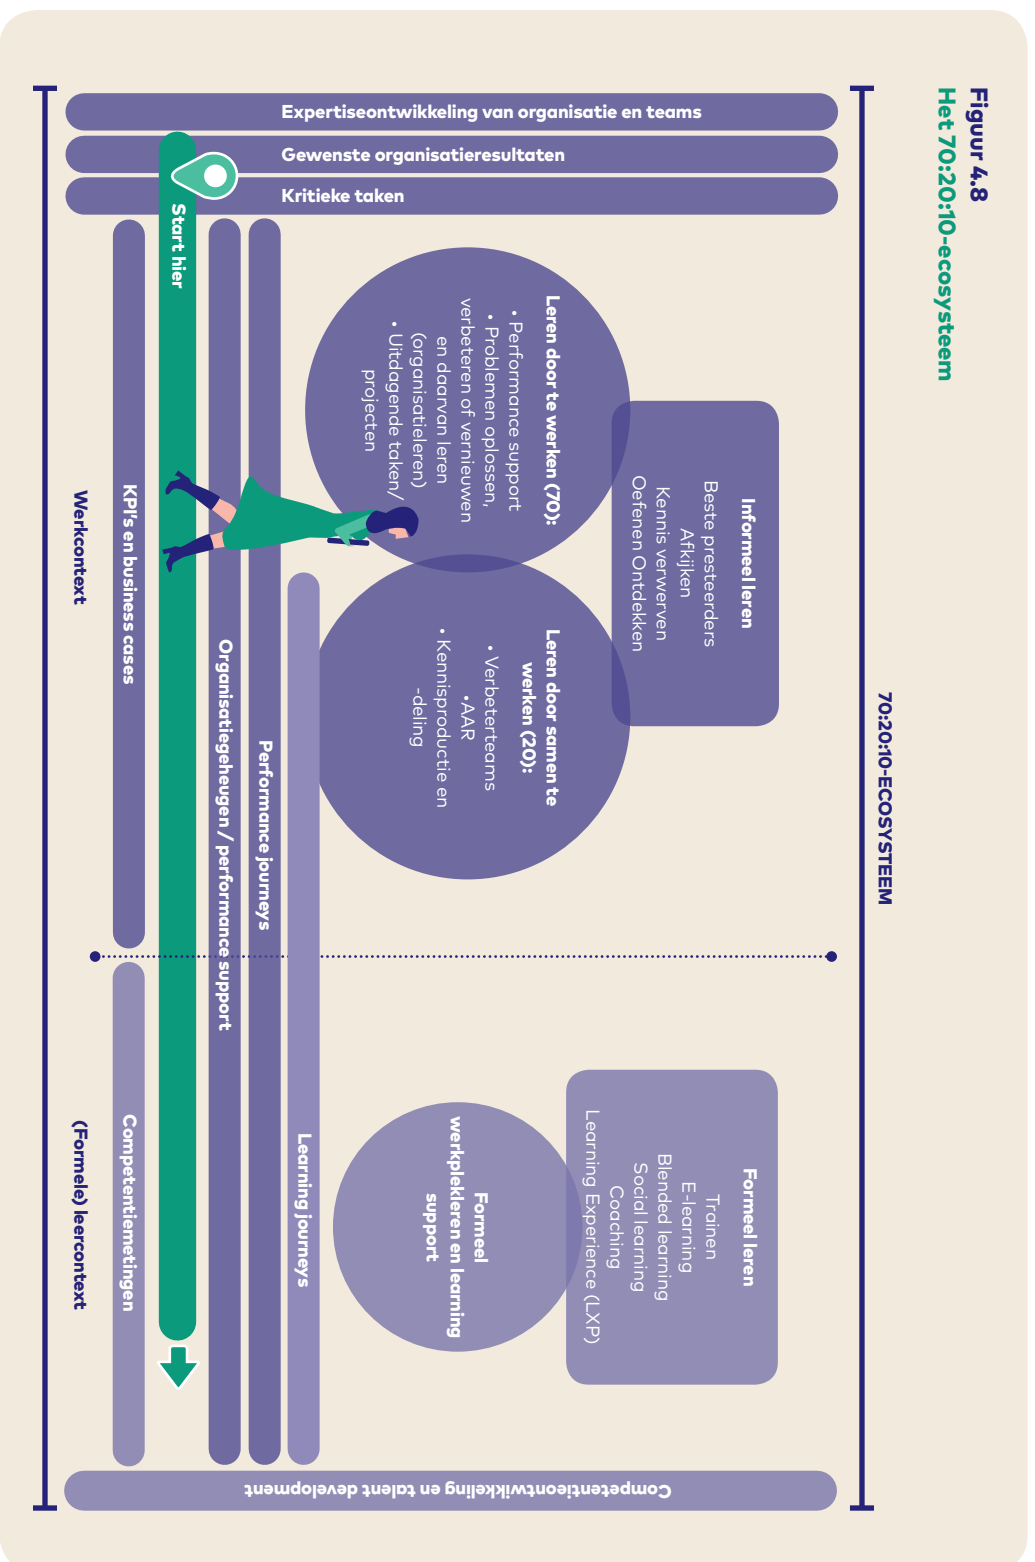 Figuur 4.8
Het 70:20:10-ecosysteem
70:20:10-ECOSYSTEEM
Expertiseontwikkeling van organisatie en teams
Gewenste organisatieresultaten
Kritieke taken
Informeel leren
Beste presteerders
Afkijken
Kennis verwerven
Oefenen Ontdekken
Leren door te werken (70):
• Performance support
• Problemen oplossen,
verbeteren of vernieuwen
en daarvan leren
(organisatieleren)
• Uitdagende taken/
projecten
Leren door samen te
werken (20):
• Verbeterteams
• AAR
• Kennisproductie en
-deling
Formeel leren
Trainen
E-learning
Blended learning
Social learning
Coaching
Learning Experience (LXP)
Formeel
werkplekleren en learning
support
Learning journeys
Performance journeys
Organisatiegeheugen / performance support
Start hier
KPI's en business cases
Competentiemetingen
Werkcontext
(Formele) leercontext
Competentieontwikkeling en talent development